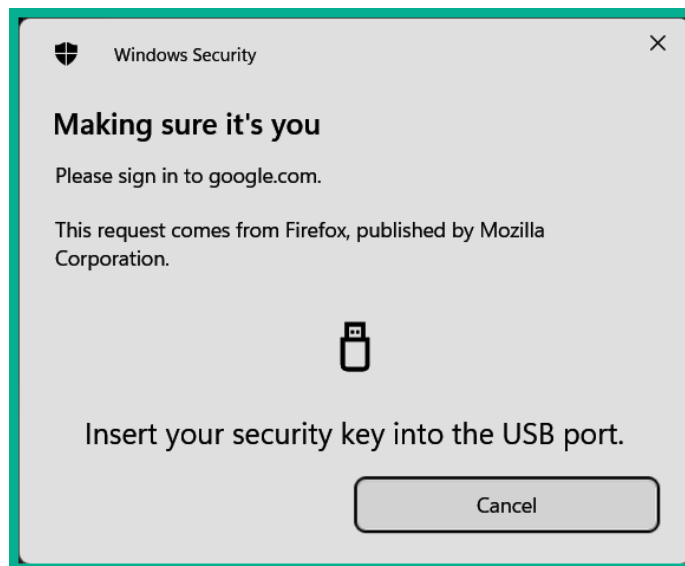 Windows Security
Making sure it's you
Please sign in to google.com.
This request comes from Firefox, published by Mozilla
Corporation.
Insert your security key into the USB port.
Cancel